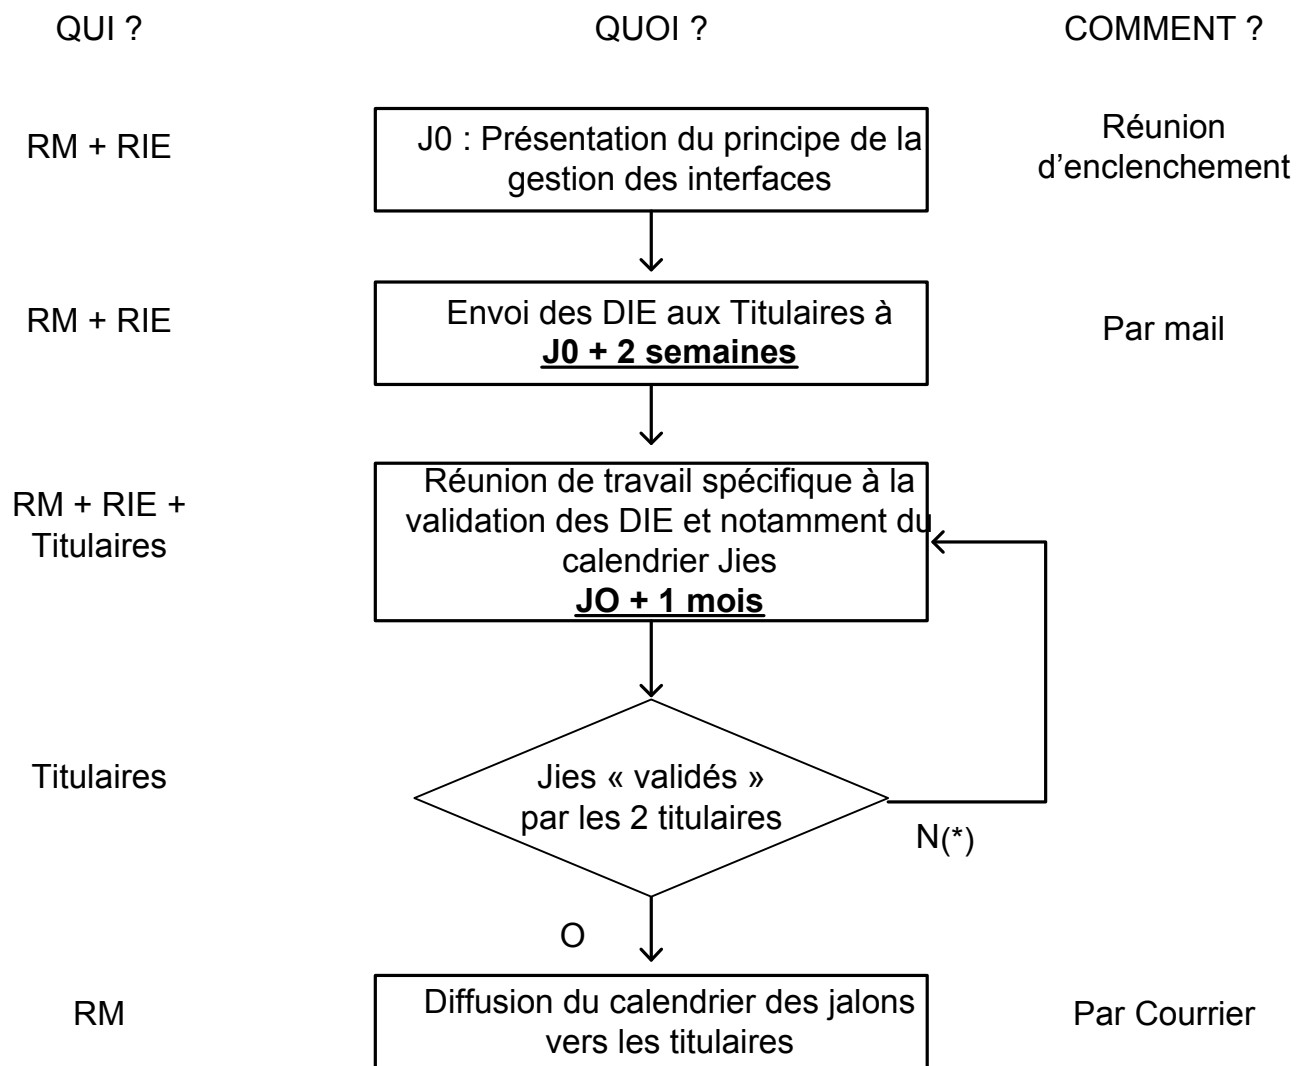 QUI ?
QUOI ?
COMMENT ?
RM + RIE
J0 : Présentation du principe de la
gestion des interfaces
Réunion
d’enclenchement
RM + RIE
Envoi des DIE aux Titulaires à
J0 + 2 semaines
Par mail
RM + RIE +
Titulaires
Réunion de travail spécifique à la
validation des DIE et notamment du
calendrier Jies
JO + 1 mois
Titulaires
Jies « validés »
par les 2 titulaires
N(*)
O
RM
Diffusion du calendrier des jalons
vers les titulaires
Par Courrier